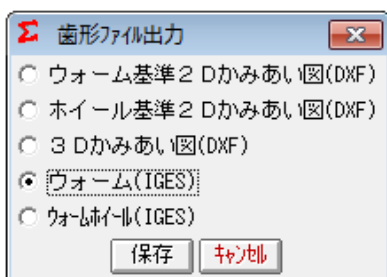 Σ 歯形ファイル出力
ウォーム基準2Dかみあい図(DXF)
ホイール基準2Dかみあい図(DXF)
3Dかみあい図(DXF)
ウォーム(IGES)
ウォームホイール(IGES)
保存 キャンセル